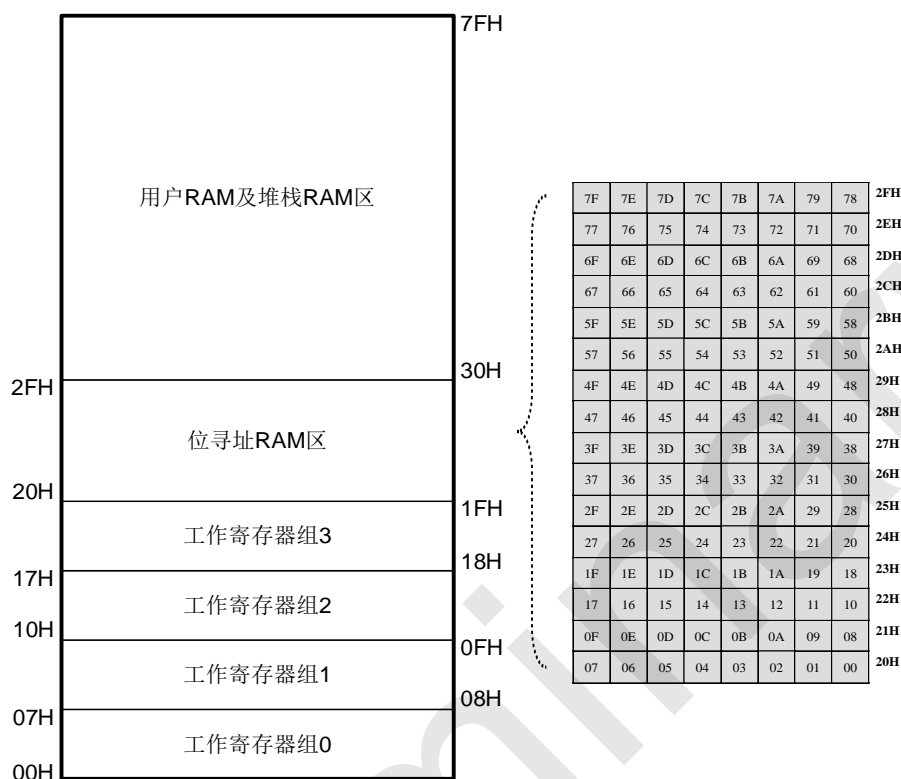 7FH
用户RAM及堆栈RAM区
30H
2FH
位寻址RAM区
20H
1FH
工作寄存器组3
18H
17H
工作寄存器组2
10H
0FH
工作寄存器组1
08H
07H
工作寄存器组0
00H
7F 7E 7D 7C 7B 7A 79 78 2FH
77 76 75 74 73 72 71 70 2EH
6F 6E 6D 6C 6B 6A 69 68 2DH
67 66 65 64 63 62 61 60 2CH
5F 5E 5D 5C 5B 5A 59 58 2BH
57 56 55 54 53 52 51 50 2AH
4F 4E 4D 4C 4B 4A 49 48 29H
47 46 45 44 43 42 41 40 28H
3F 3E 3D 3C 3B 3A 39 38 27H
37 36 35 34 33 32 31 30 26H
2F 2E 2D 2C 2B 2A 29 28 25H
27 26 25 24 23 22 21 20 24H
1F 1E 1D 1C 1B 1A 19 18 23H
17 16 15 14 13 12 11 10 22H
0F 0E 0D 0C 0B 0A 09 08 21H
07 06 05 04 03 02 01 00 20H